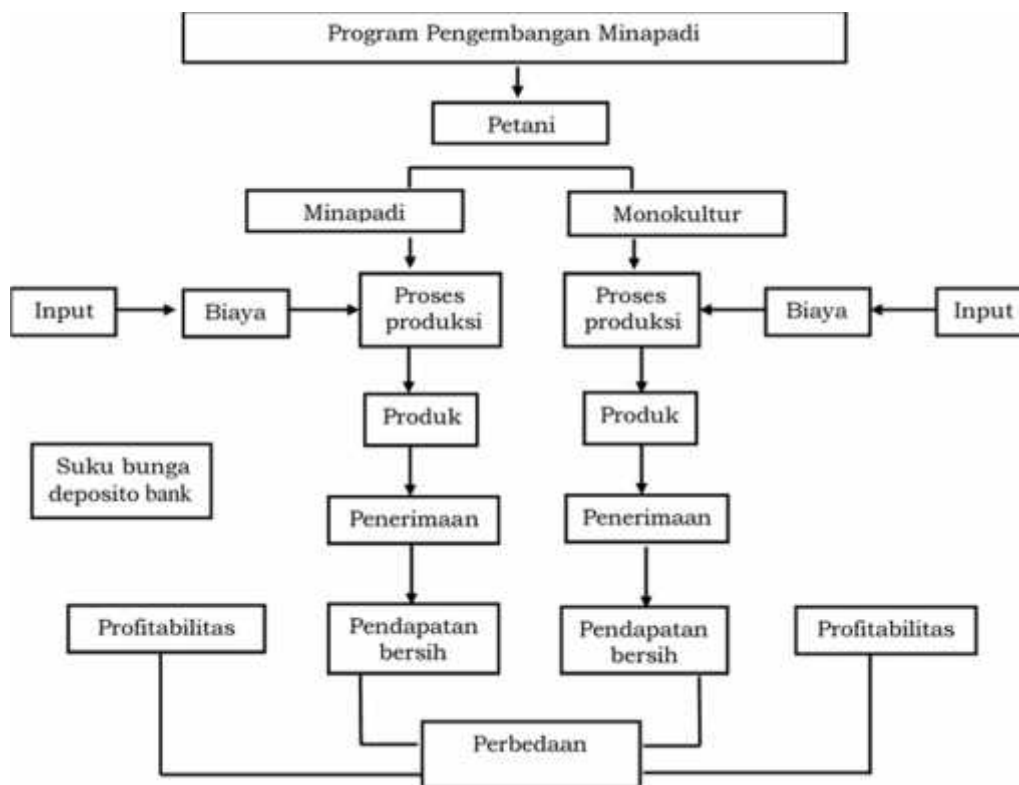 Program Pengembangan Minapadi
Petani
Minapadi
Monokultur
Input
Biaya
Proses
produksi
Proses
produksi
Biaya
Input
Produk
Produk
Suku bunga
deposito bank
Penerimaan
Penerimaan
Profitabilitas
Pendapatan
bersih
Pendapatan
bersih
Profitabilitas
Perbedaan